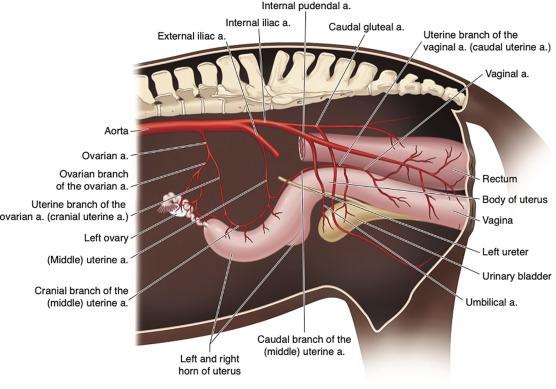 Internal pudendal a.
Internal iliac a.
Caudal gluteal a.
External iliac a.
Uterine branch of the
vaginal a. (caudal uterine a.)
Vaginal a.
Aorta
Ovarian a.
Ovarian branch
of the ovarian a.
Uterine branch of the
ovarian a. (cranial uterine a.)
Left ovary
(Middle) uterine a.
Cranial branch of the
(middle) uterine a.
Left and right
horn of uterus
Caudal branch of the
(middle) uterine a.
Rectum
Body of uterus
Vagina
Left ureter
Urinary bladder
Umbilical a.